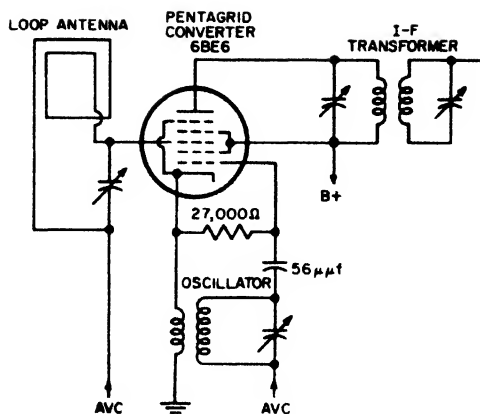 LOOP ANTENNA
PENTAGRID
CONVERTER
6BE6
I-F
TRANSFORMER
B+
27,000Ω
56μμf
OSCILLATOR
AVC
AVC